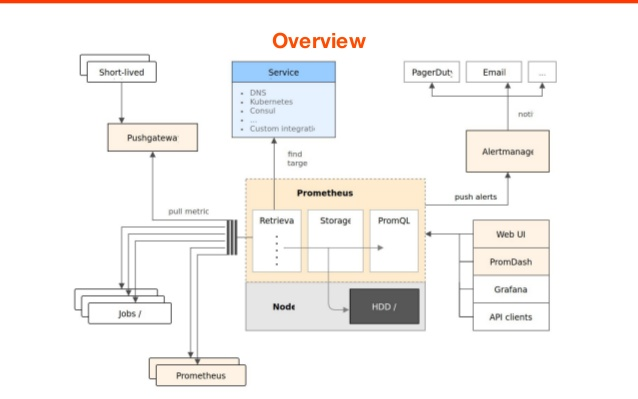 Overview
Short-lived
Service
DNS
Kubernetes
Consul
...
Custom integrati
PagerDuty
Email
...
noti
Pushgateway
Alertmanage
find
targe
Prometheus
push alerts
pull metric
Retrieva
Storage
PromQL
Web UI
PromDash
Grafana
API clients
Node
HDD /
Jobs /
Prometheus